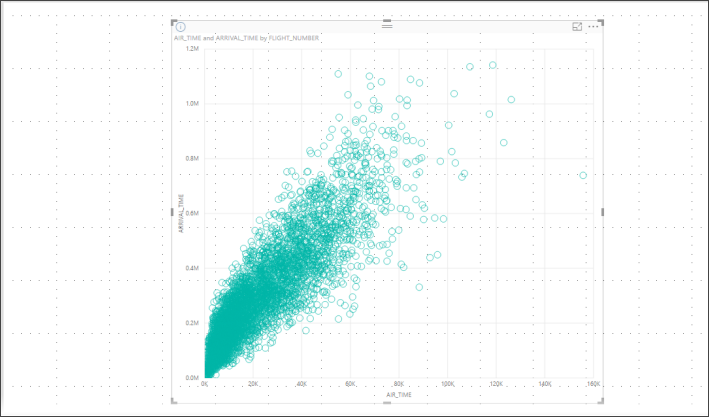 AIR_TIME and ARRIVAL_TIME by FLIGHT_NUMBER
1.2M
1.0M
0.8M
0.6M
0.4M
0.2M
0.0M
ARRIVAL_TIME
0K 20K 40K 60K 80K 100K 120K 140K 160K
AIR_TIME